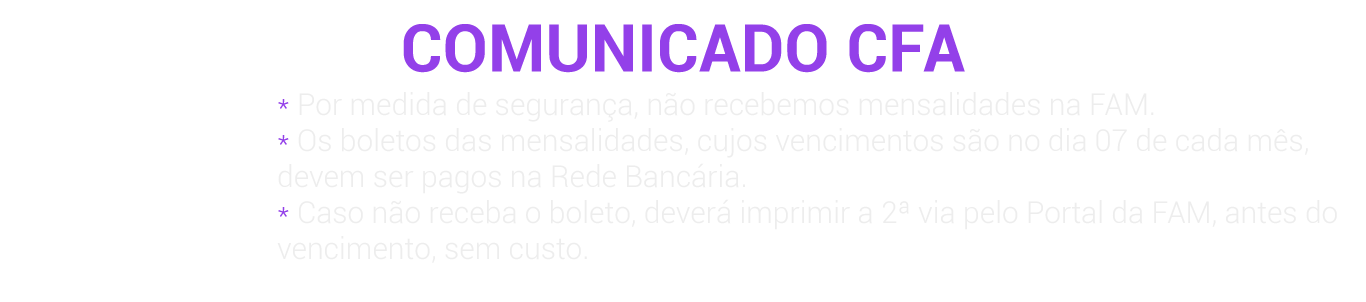 COMUNICADO CFA
* Por medida de segurança, não recebemos mensalidades na FAM.
* Os boletos das mensalidades, cujos vencimentos são no dia 07 de cada mês,
devem ser pagos na Rede Bancária.
* Caso não receba o boleto, deverá imprimir a 2ª via pelo Portal da FAM, antes do
vencimento, sem custo.